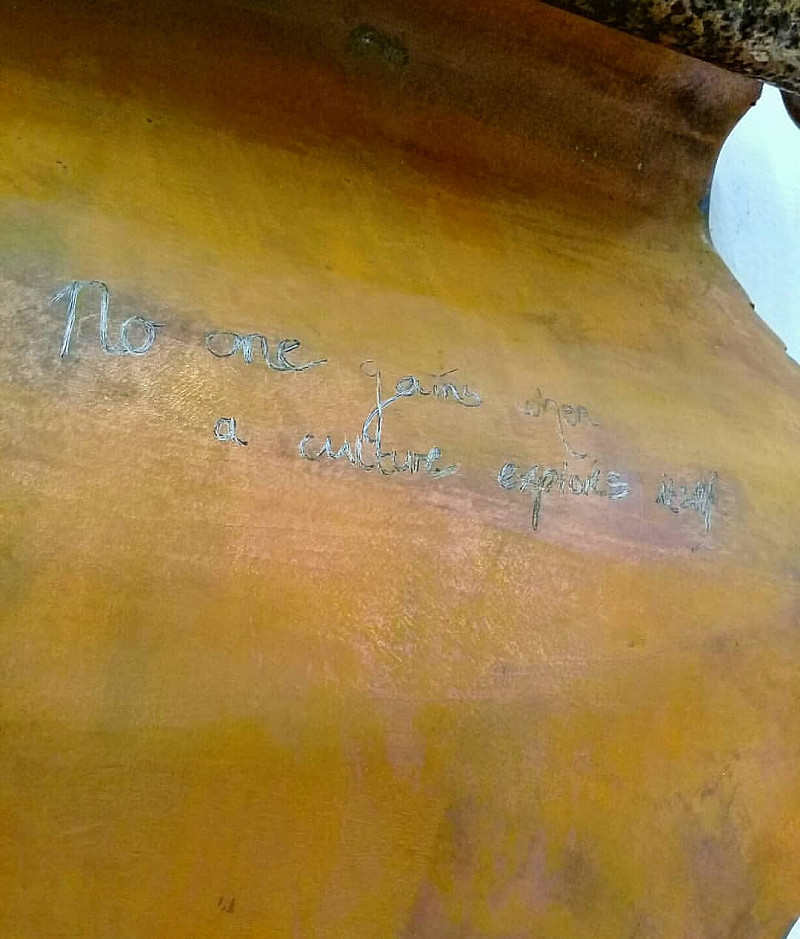 No one gains when
a culture exploits itself